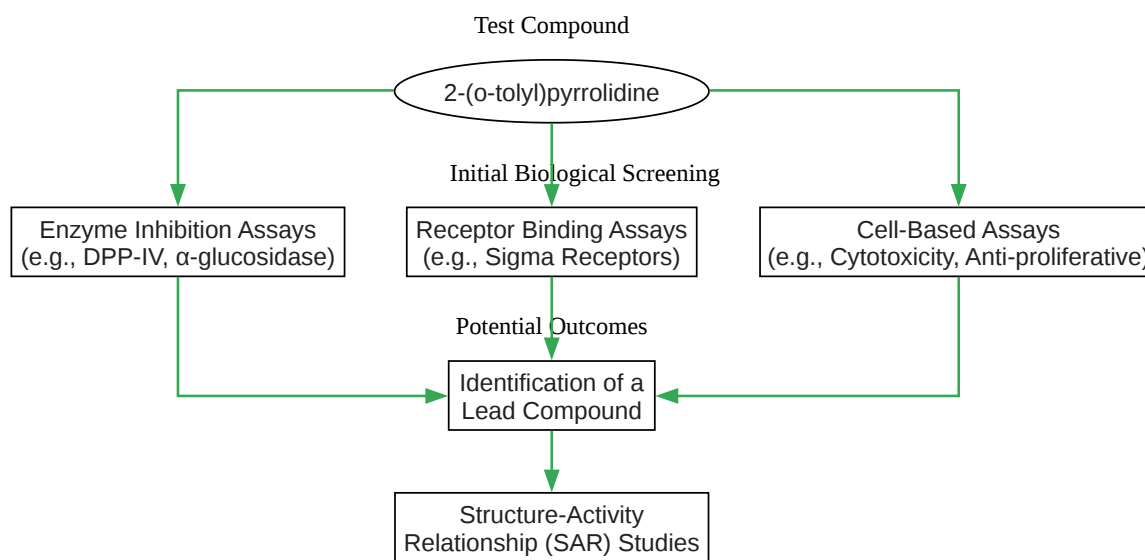 Test Compound
2-(o-tolyl)pyrrolidine
Initial Biological Screening
Enzyme Inhibition Assays
(e.g., DPP-IV, α-glucosidase)
Receptor Binding Assays
(e.g., Sigma Receptors)
Cell-Based Assays
(e.g., Cytotoxicity, Anti-proliferative)
Potential Outcomes
Identification of a
Lead Compound
Structure-Activity
Relationship (SAR) Studies